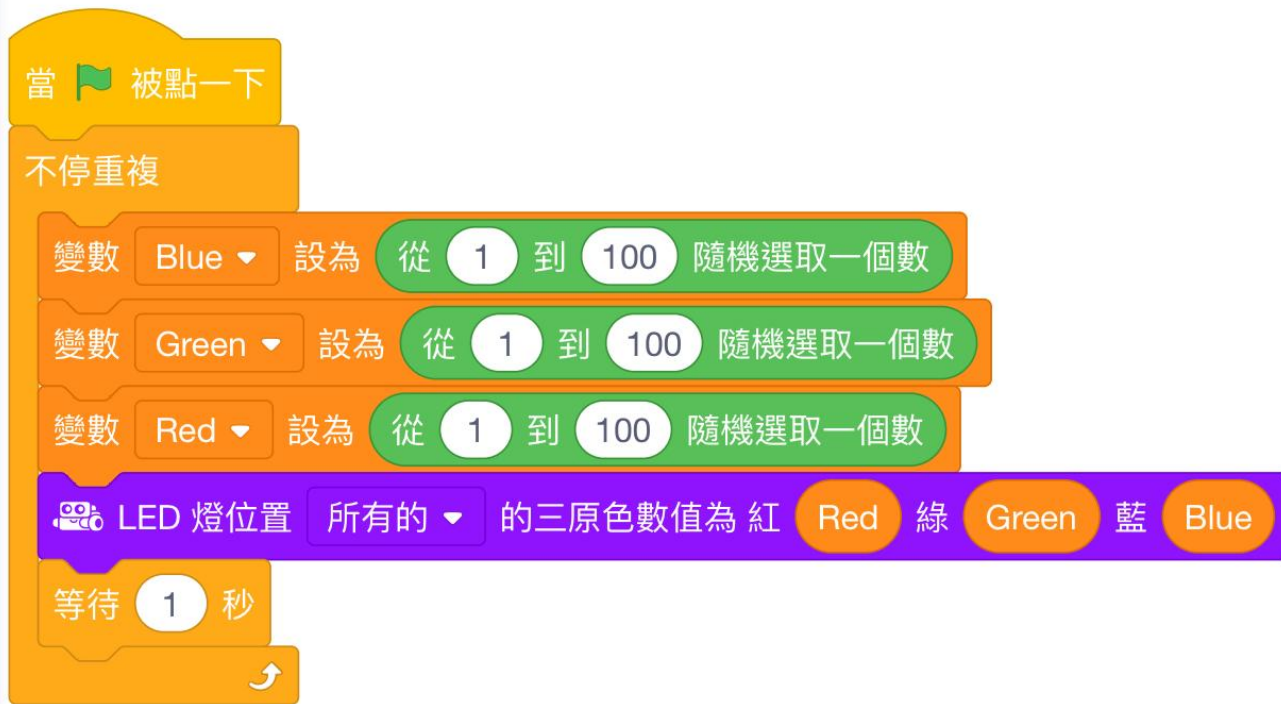 當 被點一下
不停重複
變數 Blue 設為 從 1 到 100 隨機選取一個數
變數 Green 設為 從 1 到 100 隨機選取一個數
變數 Red 設為 從 1 到 100 隨機選取一個數
LED 燈位置 所有的 的三原色數值為 紅 Red 綠 Green 藍 Blue
等待 1 秒